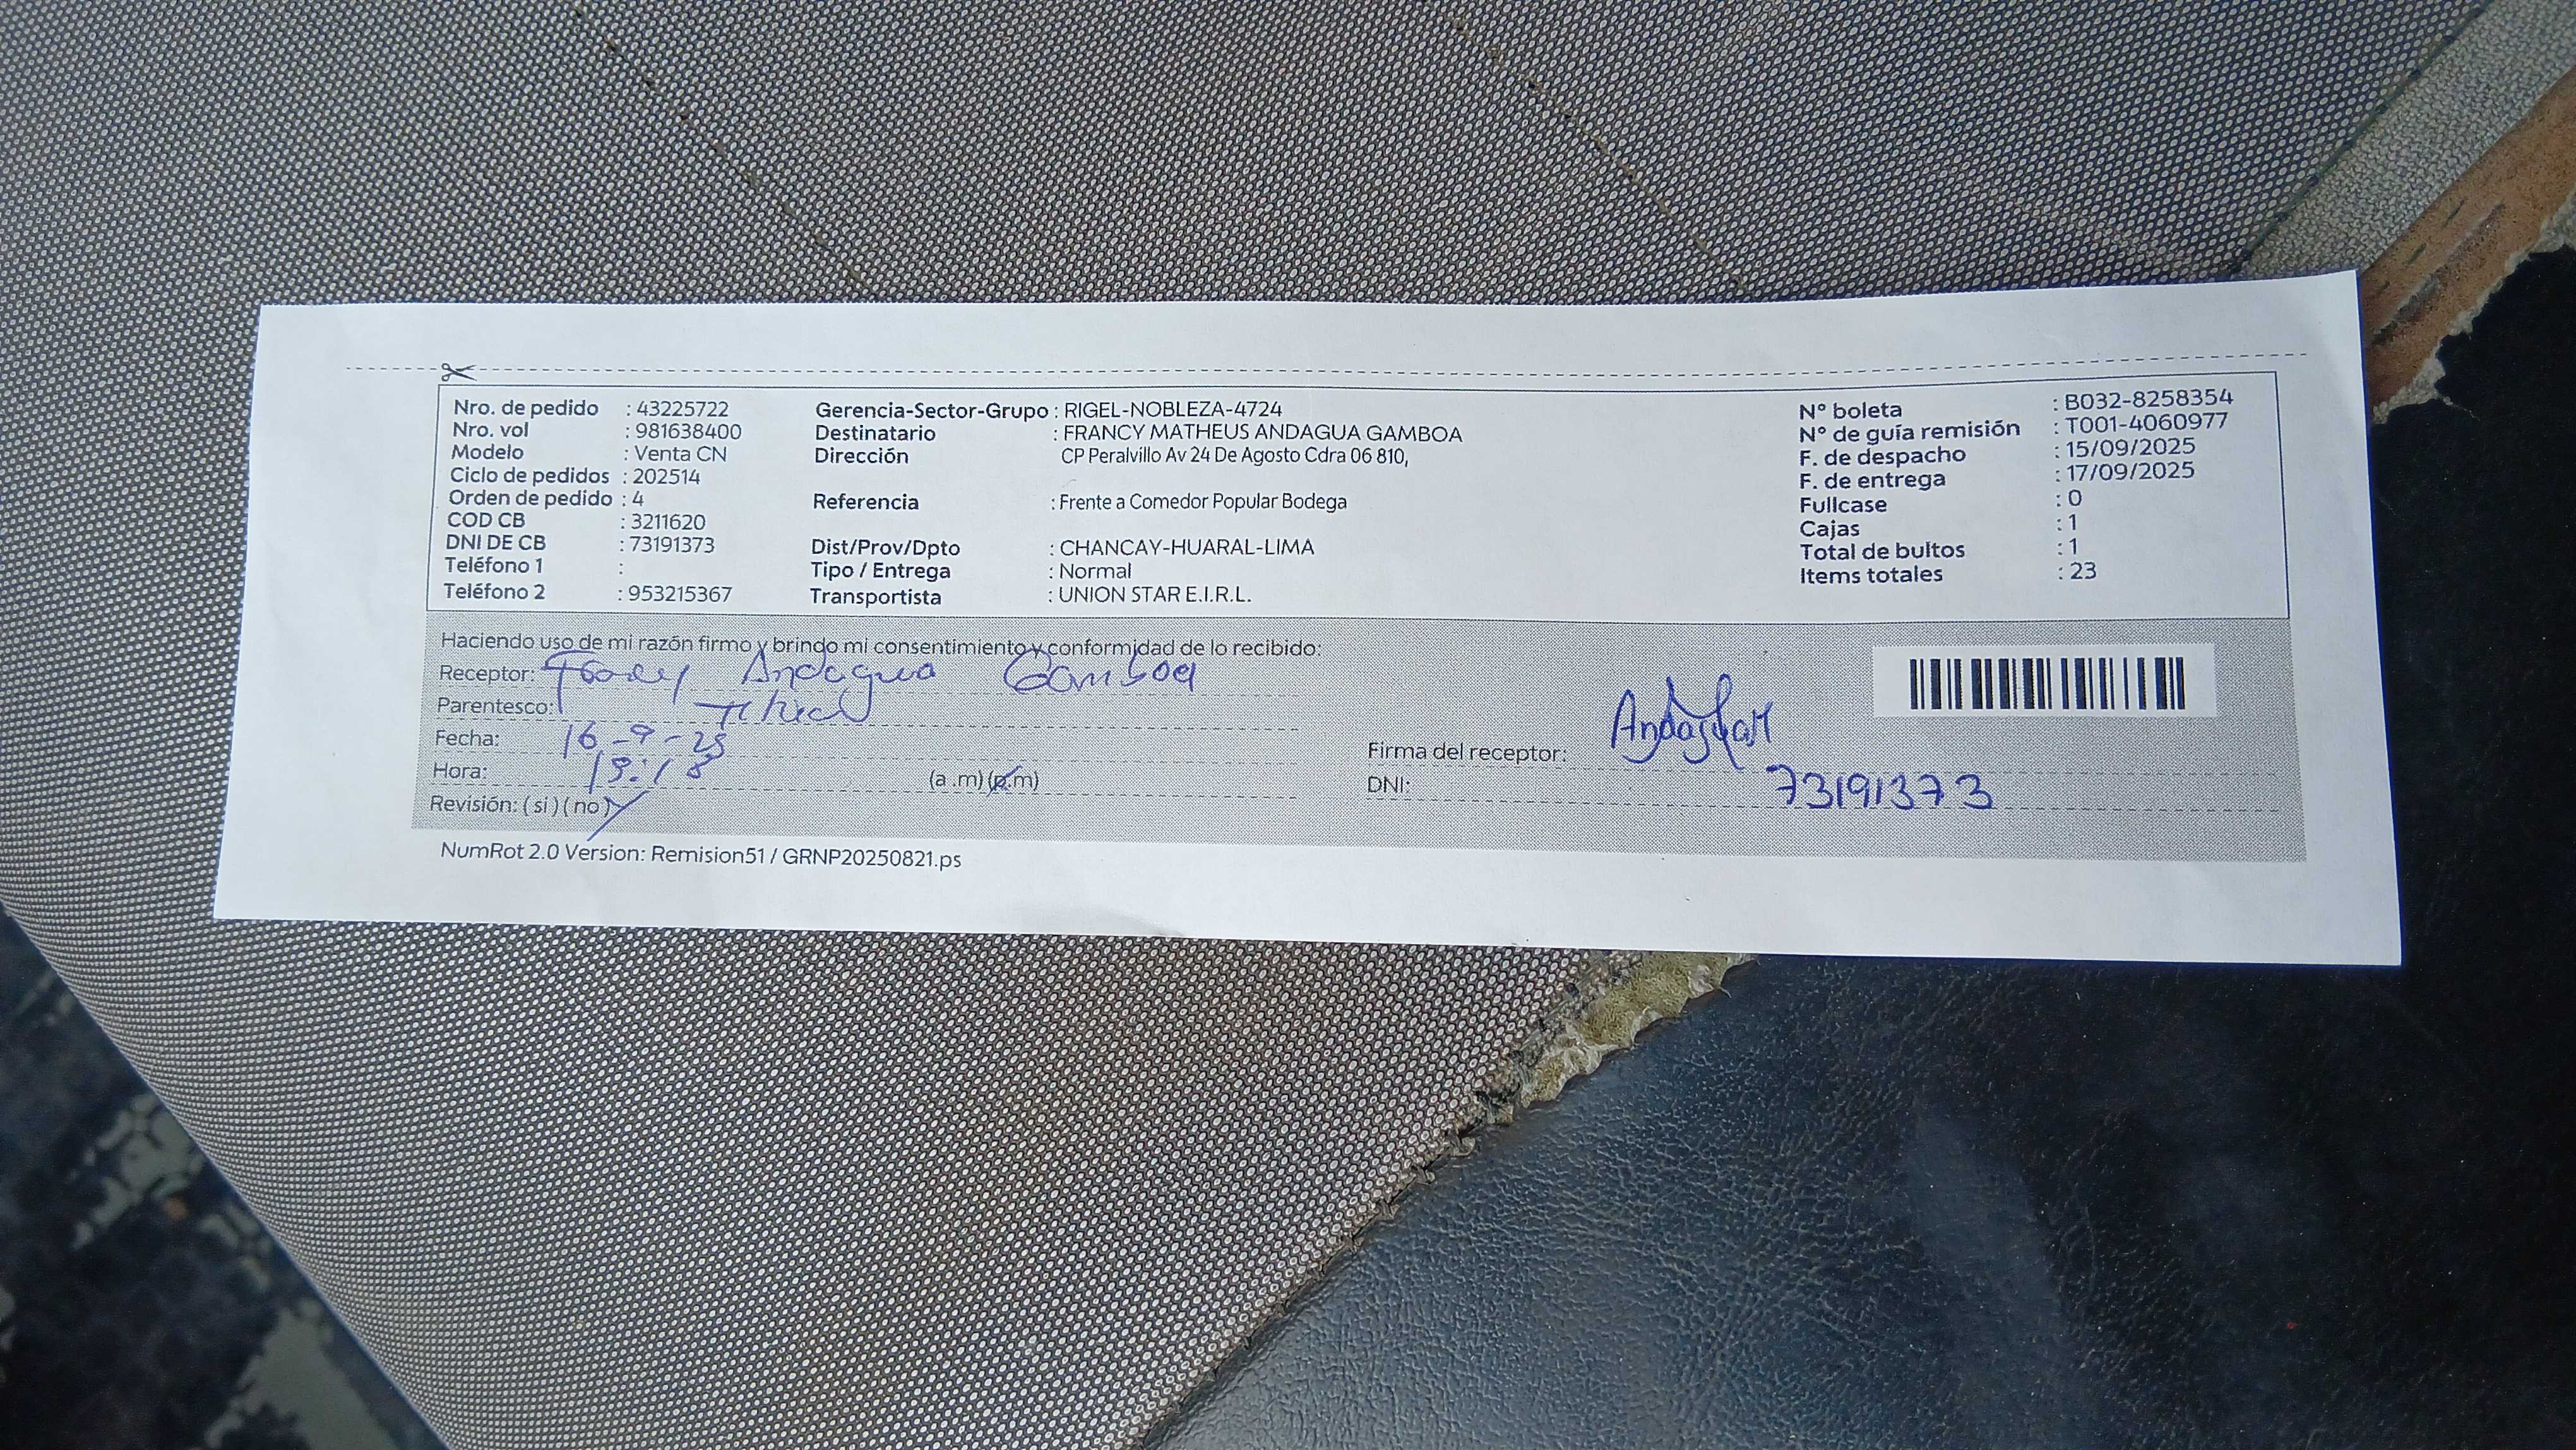 Nro. de pedido : 43225722
Nro. vol : 981638400
Modelo : Venta CN
Ciclo de pedidos : 202514
Orden de pedido : 4
COD CB : 3211620
DNI DE CB : 73191373
Teléfono 1 :
Teléfono 2 : 953215367
Gerencia-Sector-Grupo : RIGEL-NOBLEZA-4724
Destinatario : FRANCY MATHEUS ANDAGUA GAMBOA
Dirección CP Peralvillo Av 24 De Agosto Cdra 06 810,
Referencia : Frente a Comedor Popular Bodega
Dist/Prov/Dpto : CHANCAY-HUARAL-LIMA
Tipo / Entrega : Normal
Transportista : UNION STAR E.I.R.L.
N° boleta : B032-8258354
N° de guía remisión : T001-4060977
F. de despacho : 15/09/2025
F. de entrega : 17/09/2025
Fullcase : 0
Cajas : 1
Total de bultos : 1
Items totales : 23
Haciendo uso de mi razón firmo y brindo mi consentimiento y conformidad de lo recibido:
Receptor: Andagua Gamboa
Parentesco:
Fecha: 16-9-25
Hora: (a .m) (p.m)
Revisión: ( si ) ( no )
Firma del receptor:
DNI: 73191373
NumRot 2.0 Version: Remision51 / GRNP20250821.ps